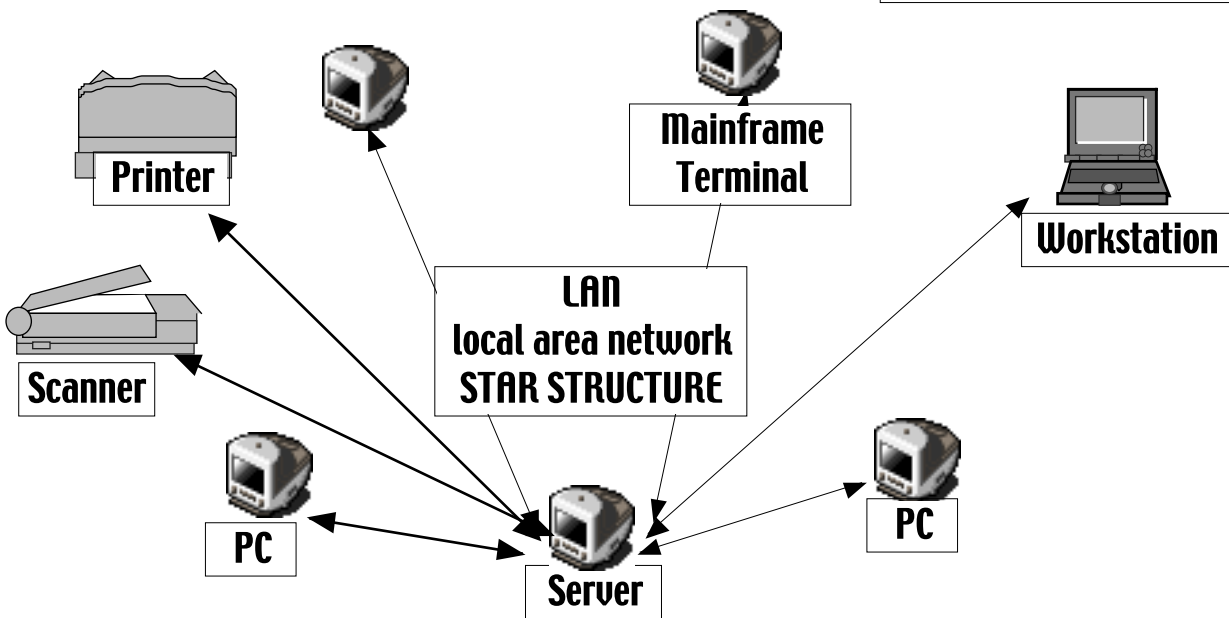 Mainframe
Terminal
Printer
Workstation
LAN
local area network
STAR STRUCTURE
Scanner
PC
PC
Server